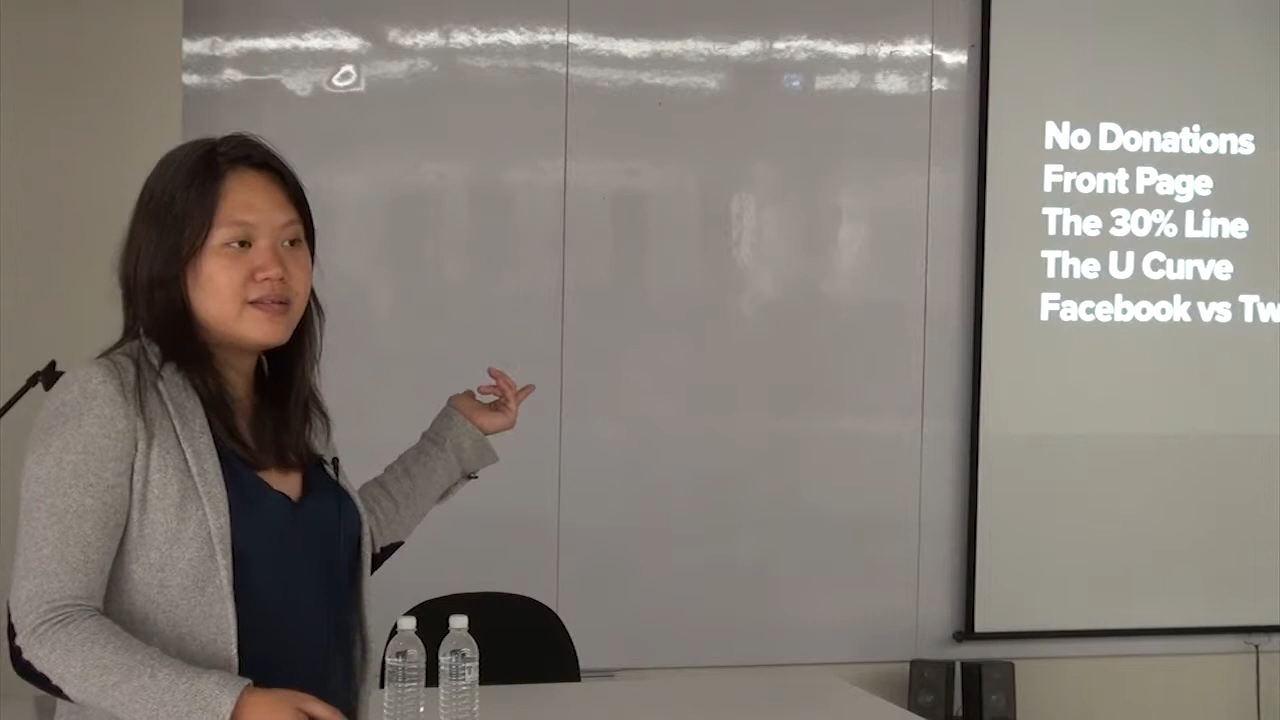 No Donations
Front Page
The 30% Line
The U Curve
Facebook vs Tw